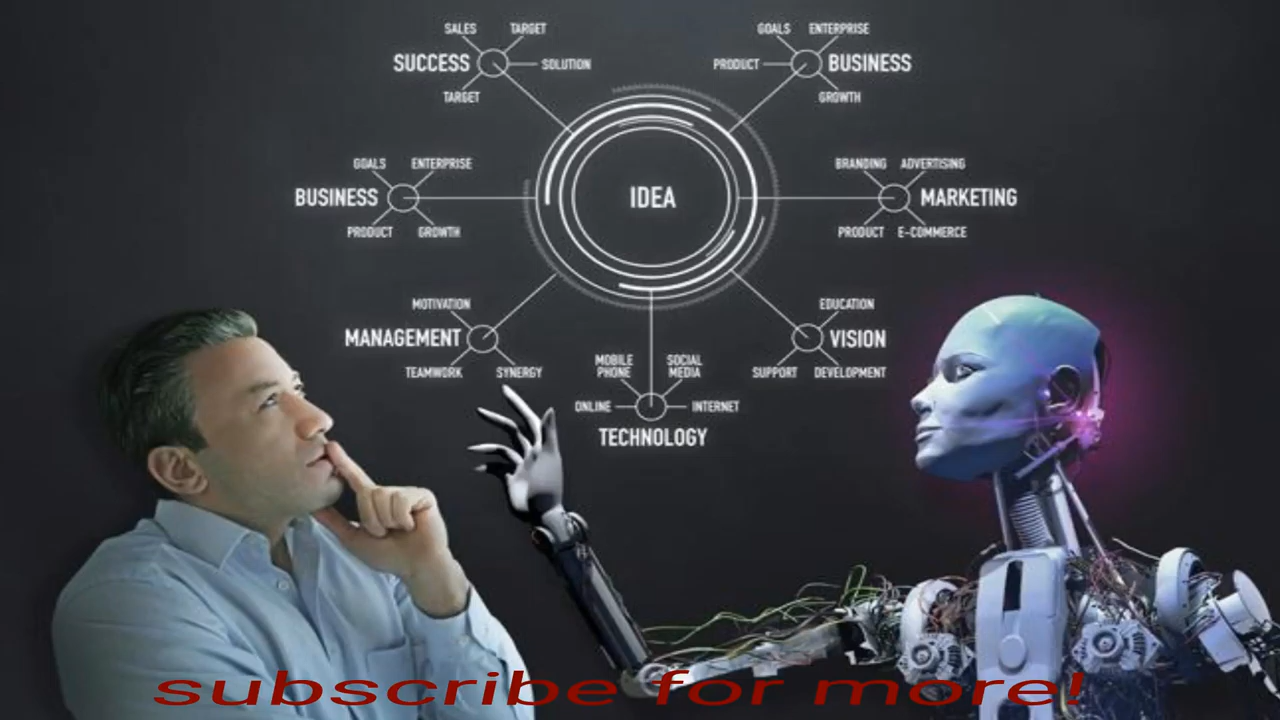 SALES TARGET
SUCCESS SOLUTION
TARGET
GOALS ENTERPRISE
PRODUCT BUSINESS
GROWTH
GOALS ENTERPRISE
BUSINESS
PRODUCT GROWTH
IDEA
BRANDING ADVERTISING
MARKETING
PRODUCT E-COMMERCE
MOTIVATION
MANAGEMENT
TEAMWORK SYNERGY
MOBILE
PHONE
SOCIAL
MEDIA
ONLINE INTERNET
TECHNOLOGY
EDUCATION
VISION
SUPPORT DEVELOPMENT
subscribe for more!